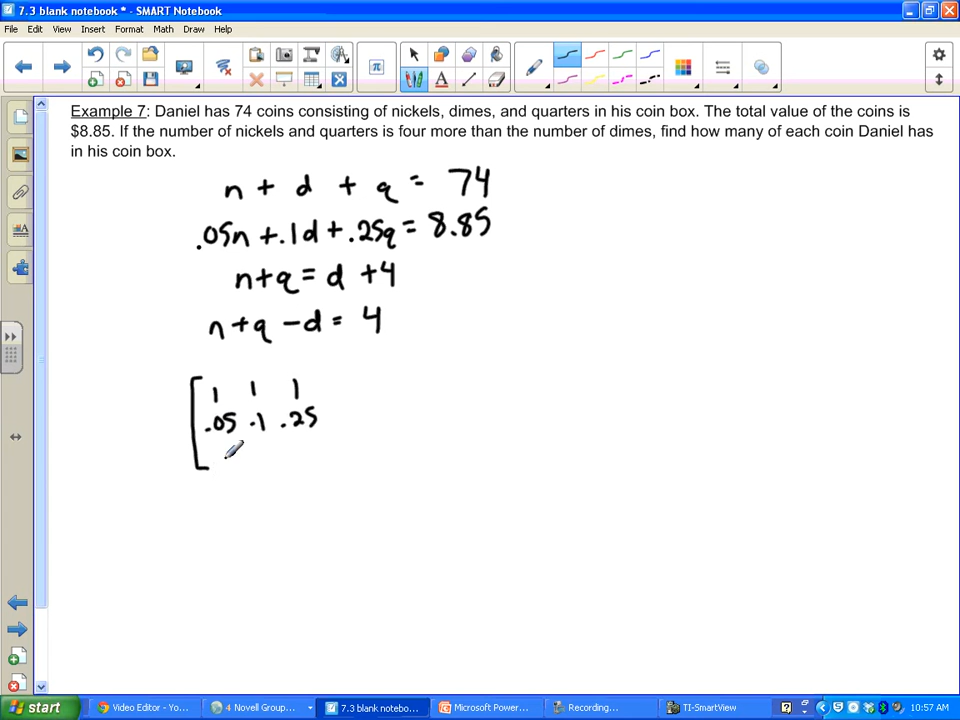 7.3 blank notebook * - SMART Notebook
File Edit View Insert Format Math Draw Help
Example 7: Daniel has 74 coins consisting of nickels, dimes, and quarters in his coin box. The total value of the coins is
$8.85. If the number of nickels and quarters is four more than the number of dimes, find how many of each coin Daniel has
in his coin box.
n + d + q = 74
.05n + .1d + .25q = 8.85
n+q = d +4
n+q -d = 4
1 1 1
.05 .1 .25
start Video Editor - Yo... 4 Novell Group... 7.3 blank notebo... Microsoft Power... Recording... TI-SmartView 10:57 AM